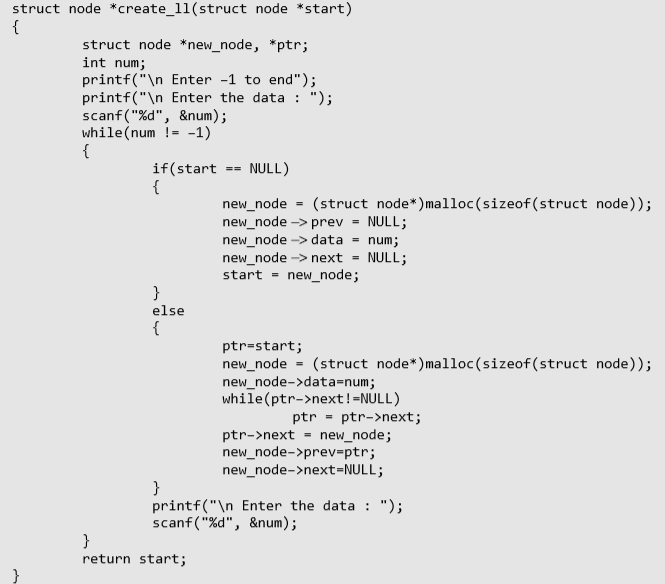 struct node *create_ll(struct node *start)
{
struct node *new_node, *ptr;
int num;
printf("\n Enter –1 to end");
printf("\n Enter the data : ");
scanf("%d", &num);
while(num != –1)
{
if(start == NULL)
{
new_node = (struct node*)malloc(sizeof(struct node));
new_node –> prev = NULL;
new_node –> data = num;
new_node –> next = NULL;
start = new_node;
}
else
{
ptr=start;
new_node = (struct node*)malloc(sizeof(struct node));
new_node–>data=num;
while(ptr–>next!=NULL)
ptr = ptr–>next;
ptr–>next = new_node;
new_node–>prev=ptr;
new_node–>next=NULL;
}
printf("\n Enter the data : ");
scanf("%d", &num);
}
return start;
}